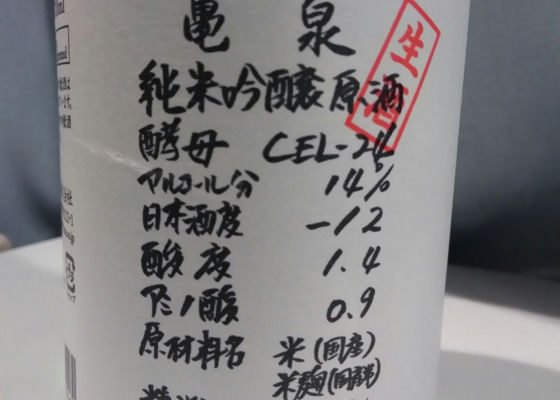 亀泉
生酒
純米吟醸原酒
酵母 CEL-24
アルコール分 14%
日本酒度 -12
酸度 1.4
アミノ酸 0.9
原材料名 米(国産)
米麹(国産米)